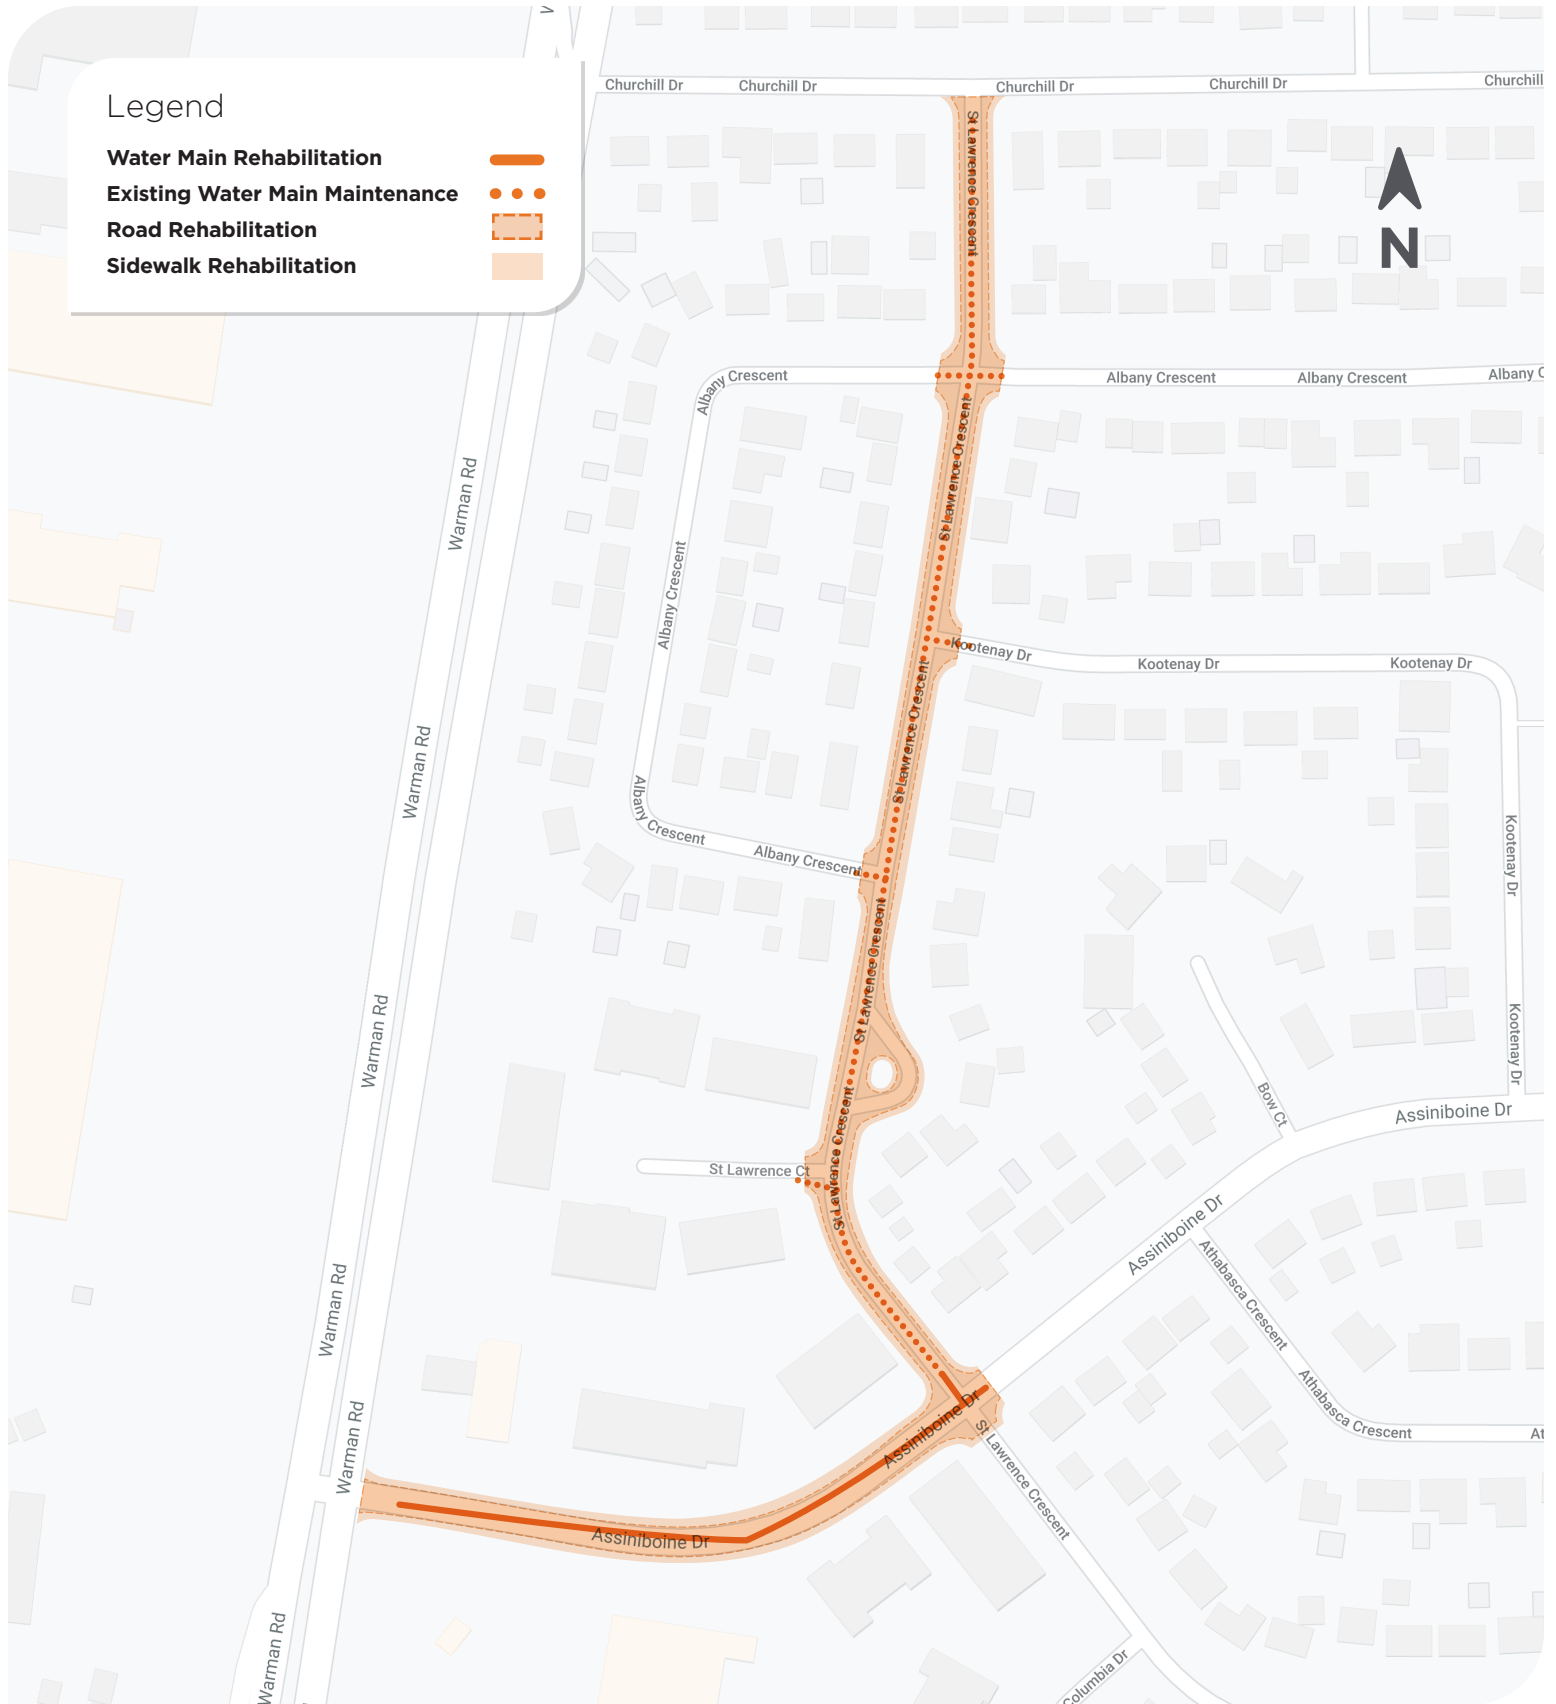 Legend
Water Main Rehabilitation
Existing Water Main Maintenance
Road Rehabilitation
Sidewalk Rehabilitation
N
Churchill Dr
Churchill Dr
Churchill Dr
Churchill Dr
Churchill
St Lawrence Crescent
Albany Crescent
Albany Crescent
Albany Crescent
Albany C
St Lawrence Crescent
Warman Rd
Albany Crescent
Kootenay Dr
Kootenay Dr
Kootenay Dr
St Lawrence Crescent
Warman Rd
Albany Crescent
Albany Crescent
Kootenay Dr
St Lawrence Crescent
Warman Rd
Kootenay Dr
Bow Ct
Assiniboine Dr
St Lawrence Crescent
St Lawrence Ct
Assiniboine Dr
Athabasca Crescent
Warman Rd
Athabasca Crescent
At
Assiniboine Dr
St Lawrence Crescent
Warman Rd
Assiniboine Dr
Warman Rd
Columbia Dr